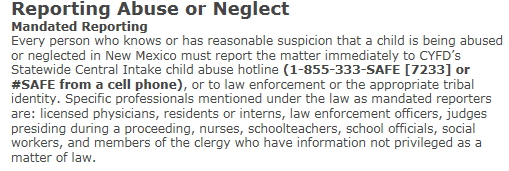 Reporting Abuse or Neglect
Mandated Reporting
Every person who knows or has reasonable suspicion that a child is being abused
or neglected in New Mexico must report the matter immediately to CYFD’s
Statewide Central Intake child abuse hotline (1-855-333-SAFE [7233] or
#SAFE from a cell phone), or to law enforcement or the appropriate tribal
identity. Specific professionals mentioned under the law as mandated reporters
are: licensed physicians, residents or interns, law enforcement officers, judges
presiding during a proceeding, nurses, schoolteachers, school officials, social
workers, and members of the clergy who have information not privileged as a
matter of law.